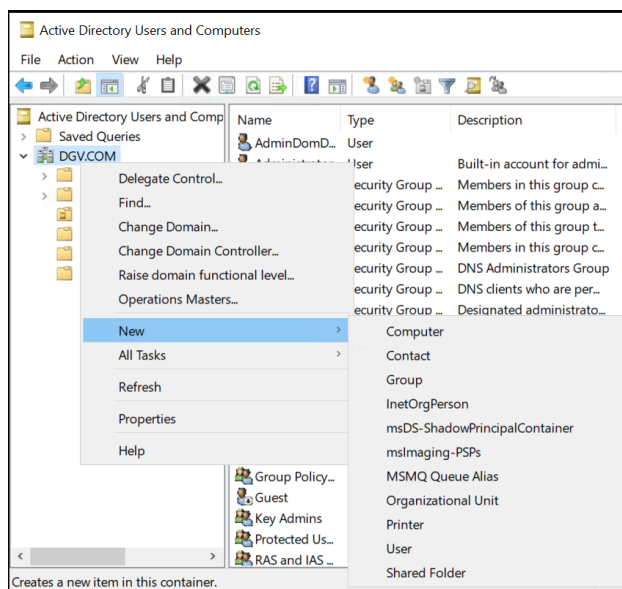 Active Directory Users and Computers
File Action View Help
Active Directory Users and Comp
Saved Queries
DGV.COM
Name Type Description
AdminDomD... User
Administrator User Built-in account for admi...
ecurity Group ... Members in this group c...
ecurity Group ... Members of this group a...
ecurity Group ... Members of this group t...
ecurity Group ... Members in this group c...
ecurity Group ... DNS Administrators Group
ecurity Group ... DNS clients who are per...
ecurity Group ... Designated administrato...
Delegate Control...
Find...
Change Domain...
Change Domain Controller...
Raise domain functional level...
Operations Masters...
New
All Tasks
Refresh
Properties
Help
Computer
Contact
Group
InetOrgPerson
msDS-ShadowPrincipalContainer
msImaging-PSPs
MSMQ Queue Alias
Organizational Unit
Printer
User
Shared Folder
Group Policy...
Guest
Key Admins
Protected Us...
RAS and IAS ...
Creates a new item in this container.